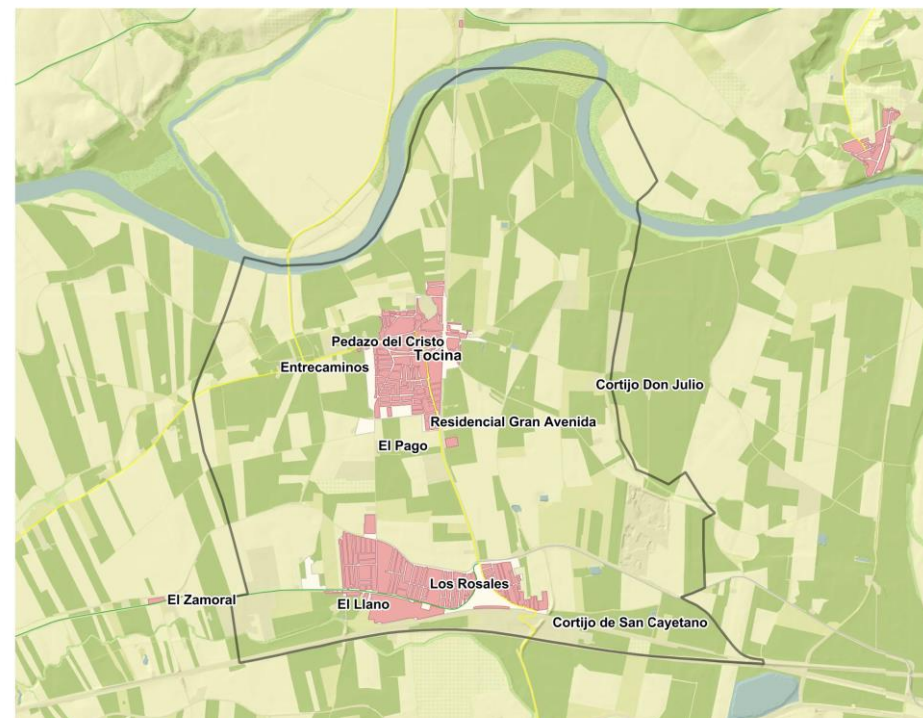 Pedazo del Cristo
Tocina
Entrecaminos
Cortijo Don Julio
Residencial Gran Avenida
El Pago
Los Rosales
El Zamoral
El Llano
Cortijo de San Cayetano